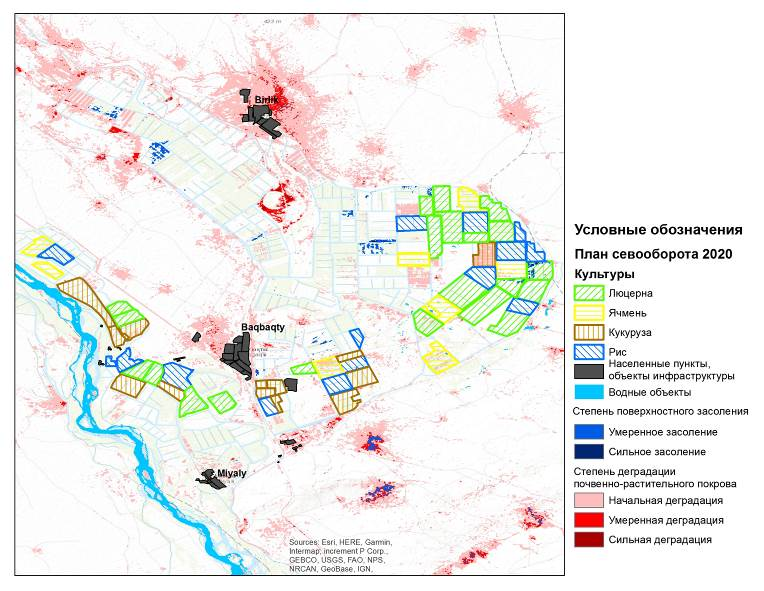 Birlik
Baqbaqty
Miyaly
Sources: Esri, HERE, Garmin,
Intermap, increment P Corp.,
GEBCO, USGS, FAO, NPS,
NRCAN, GeoBase, IGN,
Условные обозначения
План севооборота 2020
Культуры
Люцерна
Ячмень
Кукуруза
Рис
Населенные пункты,
объекты инфраструктуры
Водные объекты
Степень поверхностного засоления
Умеренное засоление
Сильное засоление
Степень деградации
почвенно-растительного покрова
Начальная деградация
Умеренная деградация
Сильная деградация